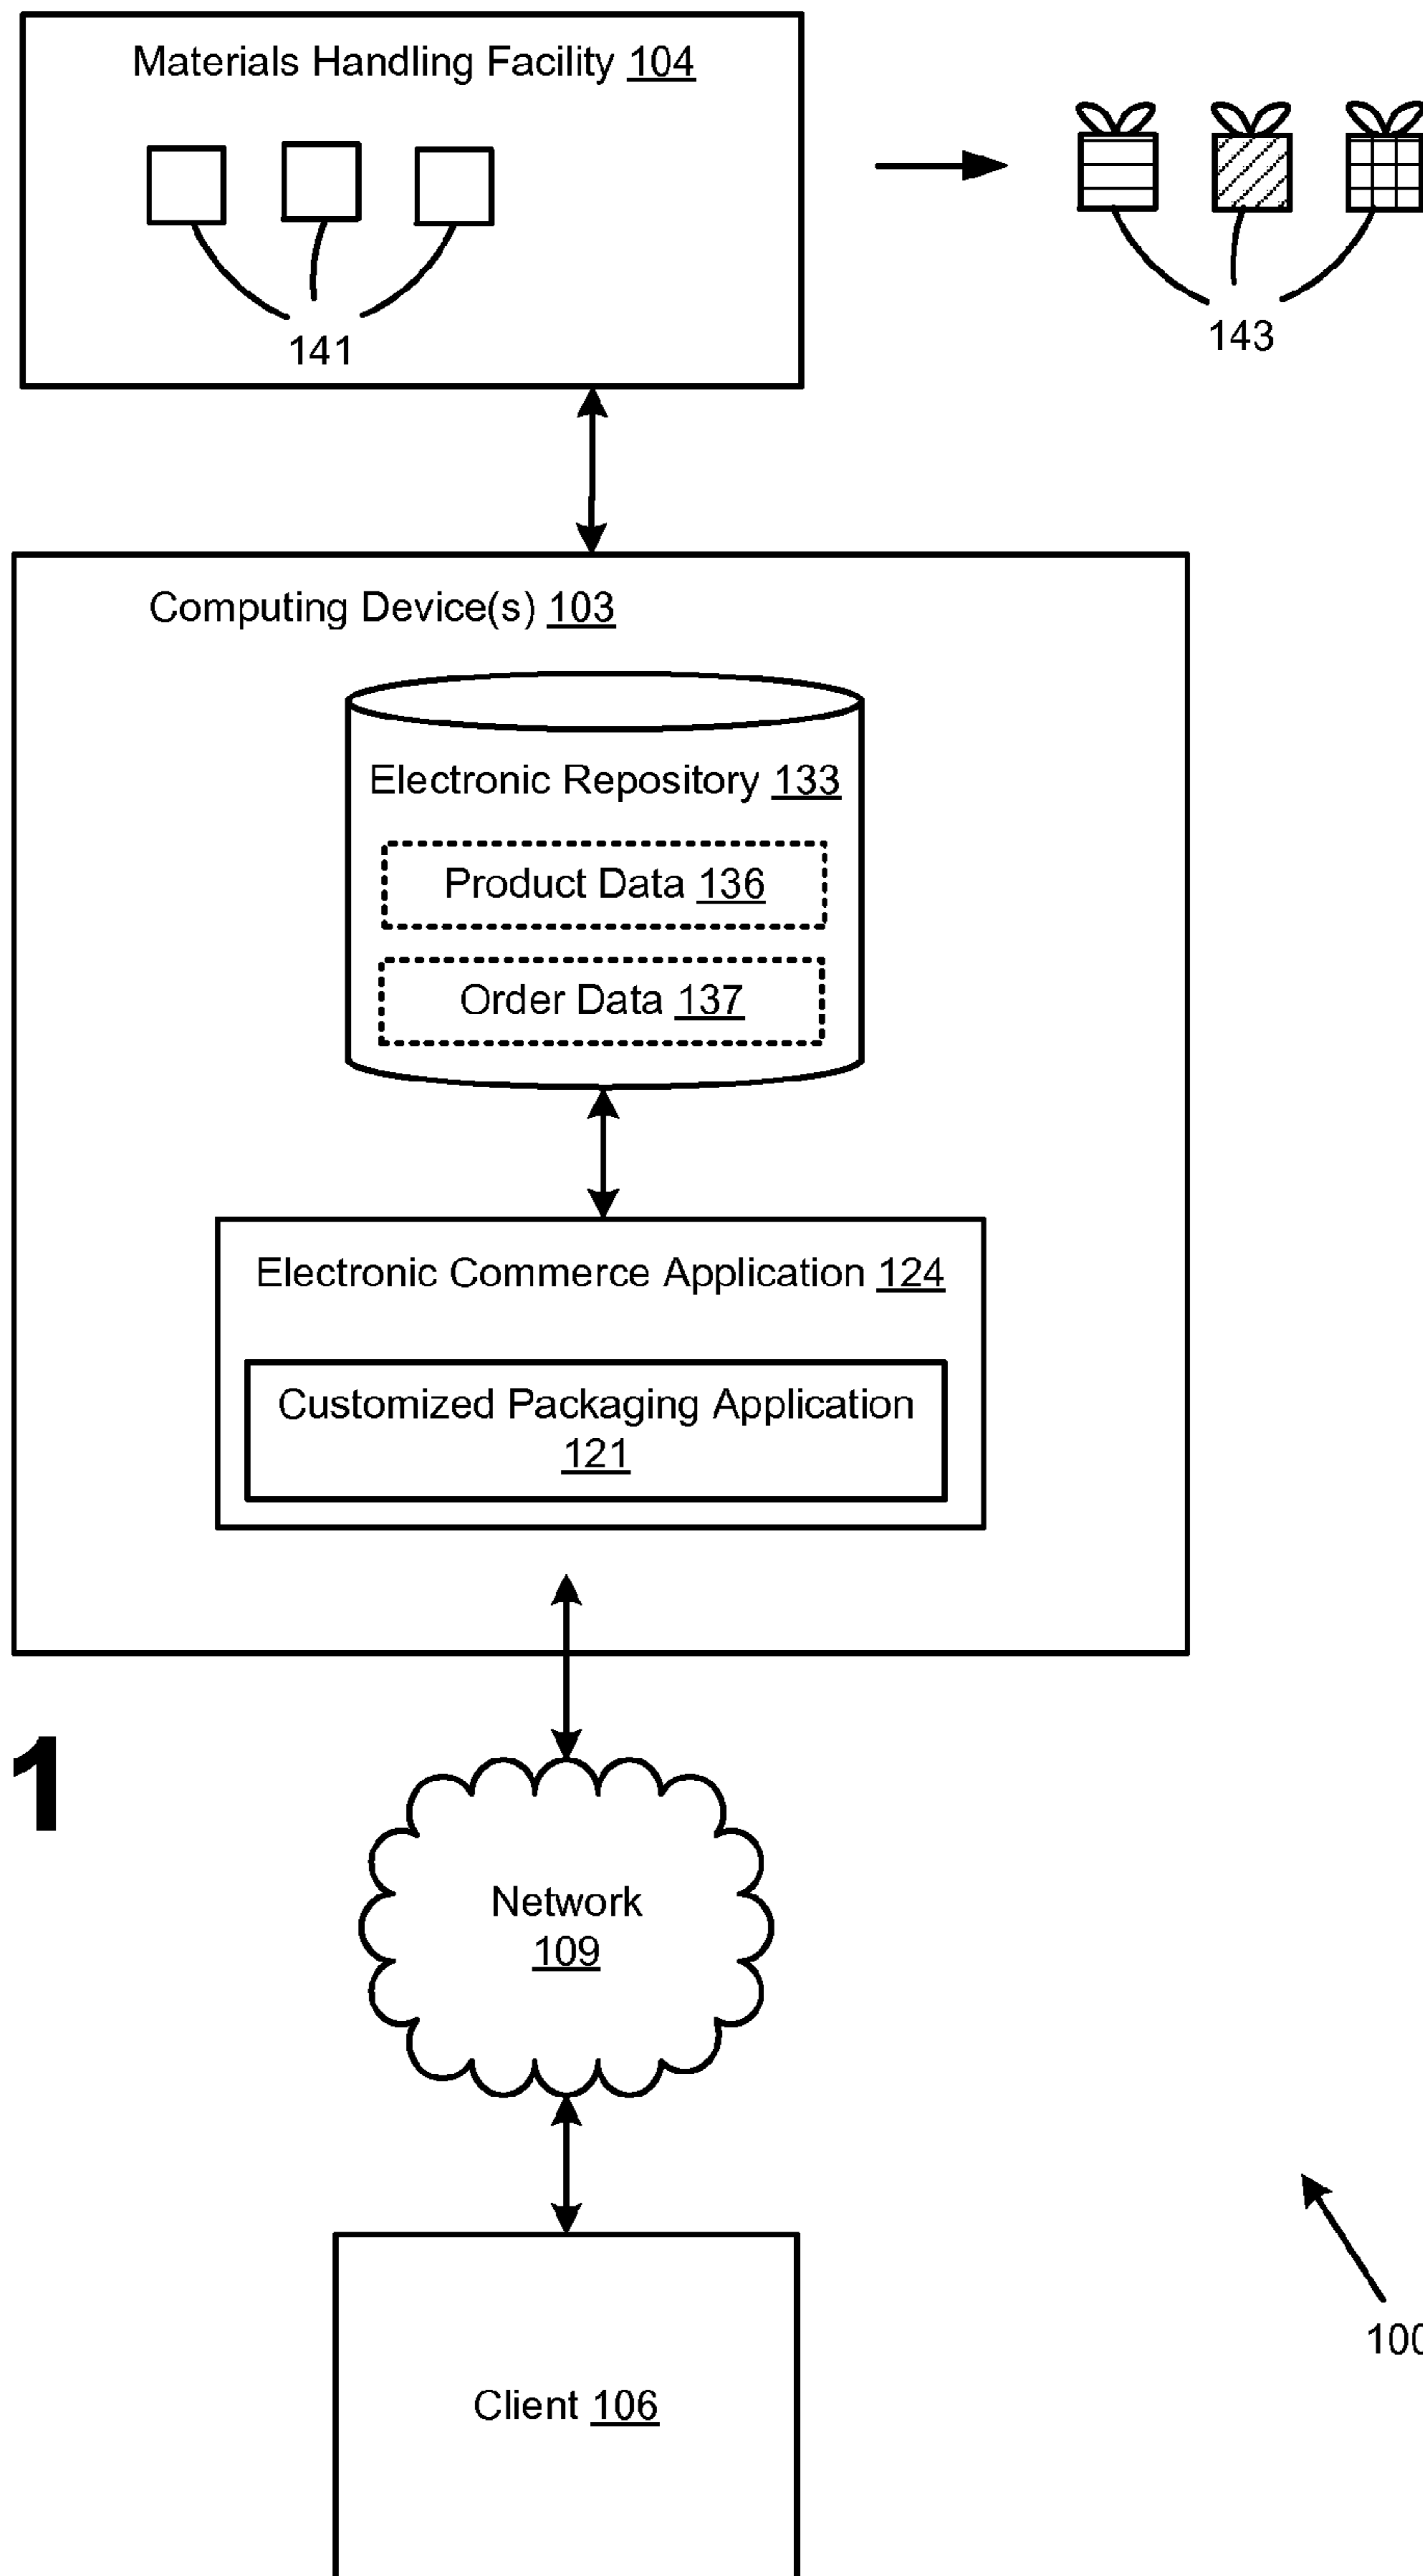 Materials Handling Facility 104
141
143
Computing Device(s) 103
Electronic Repository 133
Product Data 136
Order Data 137
Electronic Commerce Application 124
Customized Packaging Application
121
1
Network
109
100
Client 106